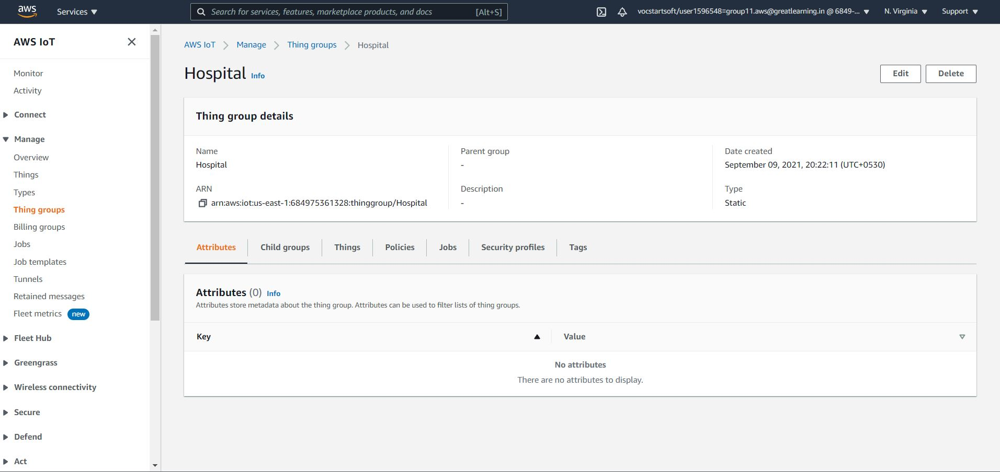 aws Services Search for services, features, marketplace products, and docs [Alt+S] vocstartsoft/user1596548=group11.aws@greatlearning.in @ 6849-... N. Virginia Support
AWS IoT
Monitor
Activity
Connect
Manage
Overview
Things
Types
Thing groups
Billing groups
Jobs
Job templates
Tunnels
Retained messages
Fleet metrics new
Fleet Hub
Greengrass
Wireless connectivity
Secure
Defend
Act
AWS IoT Manage Thing groups Hospital
Hospital Info Edit Delete
Thing group details
Name
Hospital
ARN
arn:aws:iot:us-east-1:684975361328:thinggroup/Hospital
Parent group
-
Description
-
Date created
September 09, 2021, 20:22:11 (UTC+0530)
Type
Static
Attributes Child groups Things Policies Jobs Security profiles Tags
Attributes (0) Info
Attributes store metadata about the thing group. Attributes can be used to filter lists of thing groups.
Key Value
No attributes
There are no attributes to display.